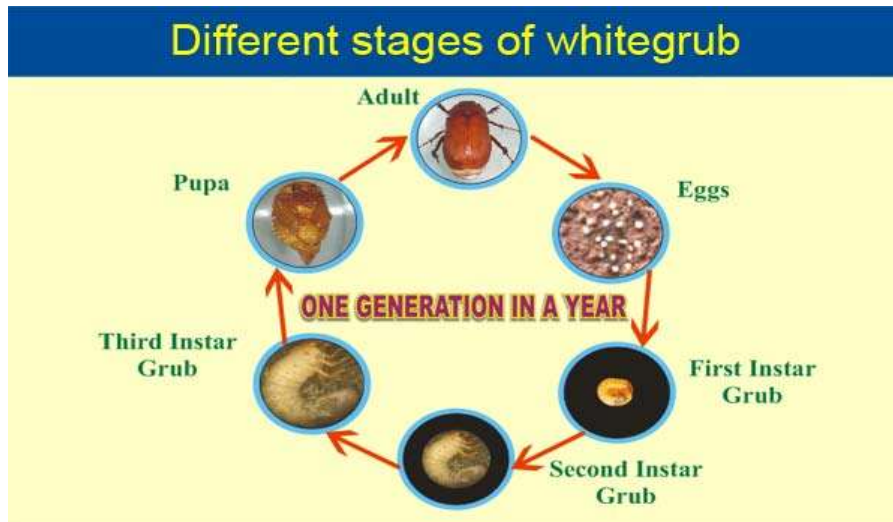 Different stages of whitegrub
Adult
Pupa
Eggs
ONE GENERATION IN A YEAR
Third Instar
Grub
First Instar
Grub
Second Instar
Grub